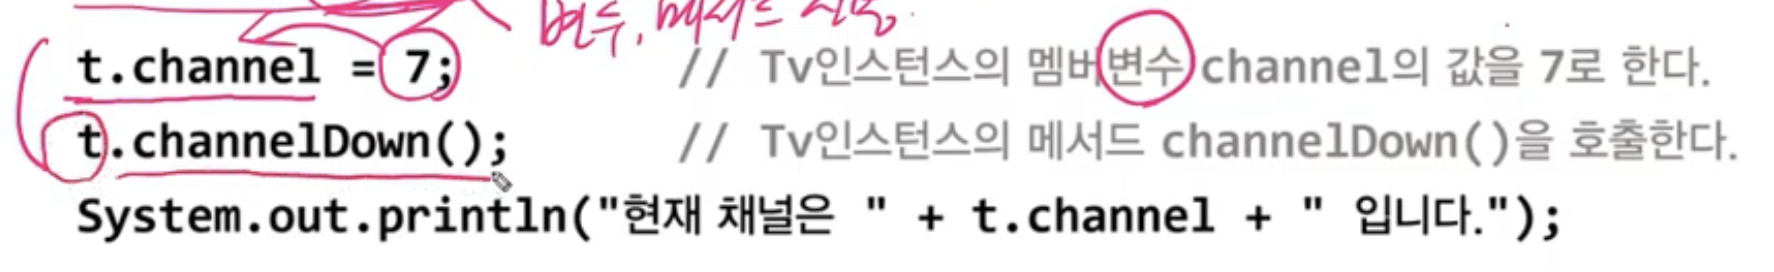 변수, 메서드 사용.
t.channel = 7; // Tv인스턴스의 멤버변수 channel의 값을 7로 한다.
t.channelDown(); // Tv인스턴스의 메서드 channelDown()을 호출한다.
System.out.println("현재 채널은 " + t.channel + " 입니다.");